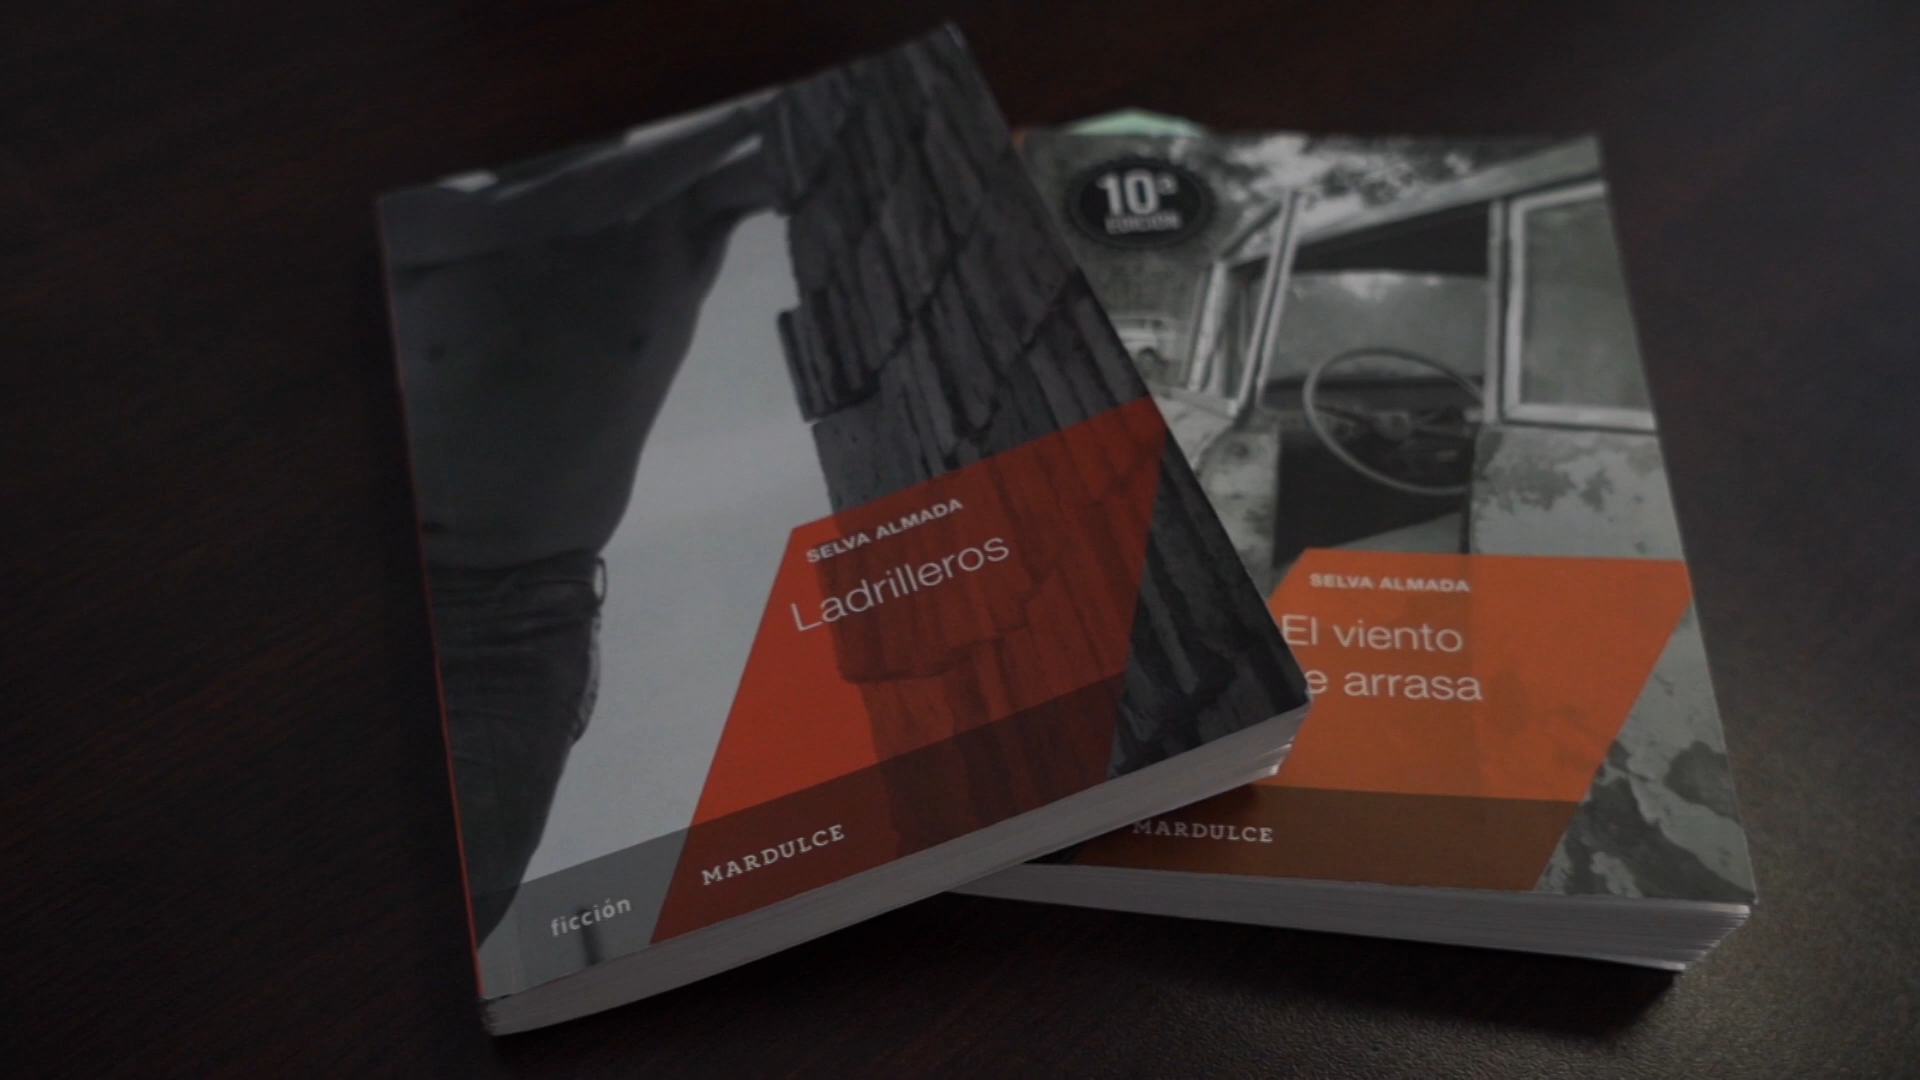 SELVA ALMADA
Ladrilleros
MARDULCE
ficción
10ª
EDICIÓN
SELVA ALMADA
El viento
e arrasa
MARDULCE